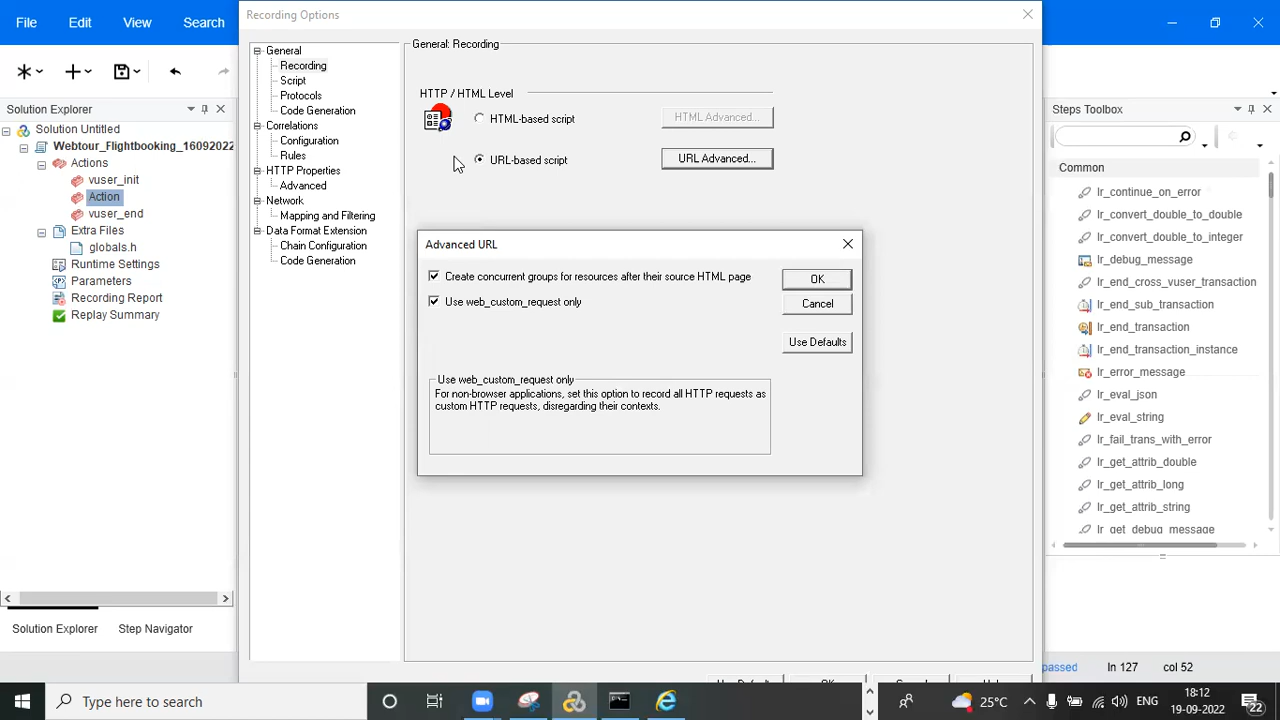 Recording Options
File Edit View Search
Solution Explorer
Solution Untitled
Webtour_Flightbooking_16092022
Actions
vuser_init
Action
vuser_end
Extra Files
globals.h
Runtime Settings
Parameters
Recording Report
Replay Summary
Solution Explorer
Step Navigator
General
Recording
Script
Protocols
Code Generation
Correlations
Configuration
Rules
HTTP Properties
Advanced
Network
Mapping and Filtering
Data Format Extension
Chain Configuration
Code Generation
General: Recording
HTTP / HTML Level
HTML-based script
HTML Advanced...
URL-based script
URL Advanced...
Advanced URL
Create concurrent groups for resources after their source HTML page
Use web_custom_request only
OK
Cancel
Use Defaults
Use web_custom_request only
For non-browser applications, set this option to record all HTTP requests as
custom HTTP requests, disregarding their contexts.
Steps Toolbox
Common
lr_continue_on_error
lr_convert_double_to_double
lr_convert_double_to_integer
lr_debug_message
lr_end_cross_vuser_transaction
lr_end_sub_transaction
lr_end_transaction
lr_end_transaction_instance
lr_error_message
lr_eval_json
lr_eval_string
lr_fail_trans_with_error
lr_get_attrib_double
lr_get_attrib_long
lr_get_attrib_string
lr_get_debug_message
passed
ln 127
col 52
Type here to search
25°C
ENG
18:12
19-09-2022
22